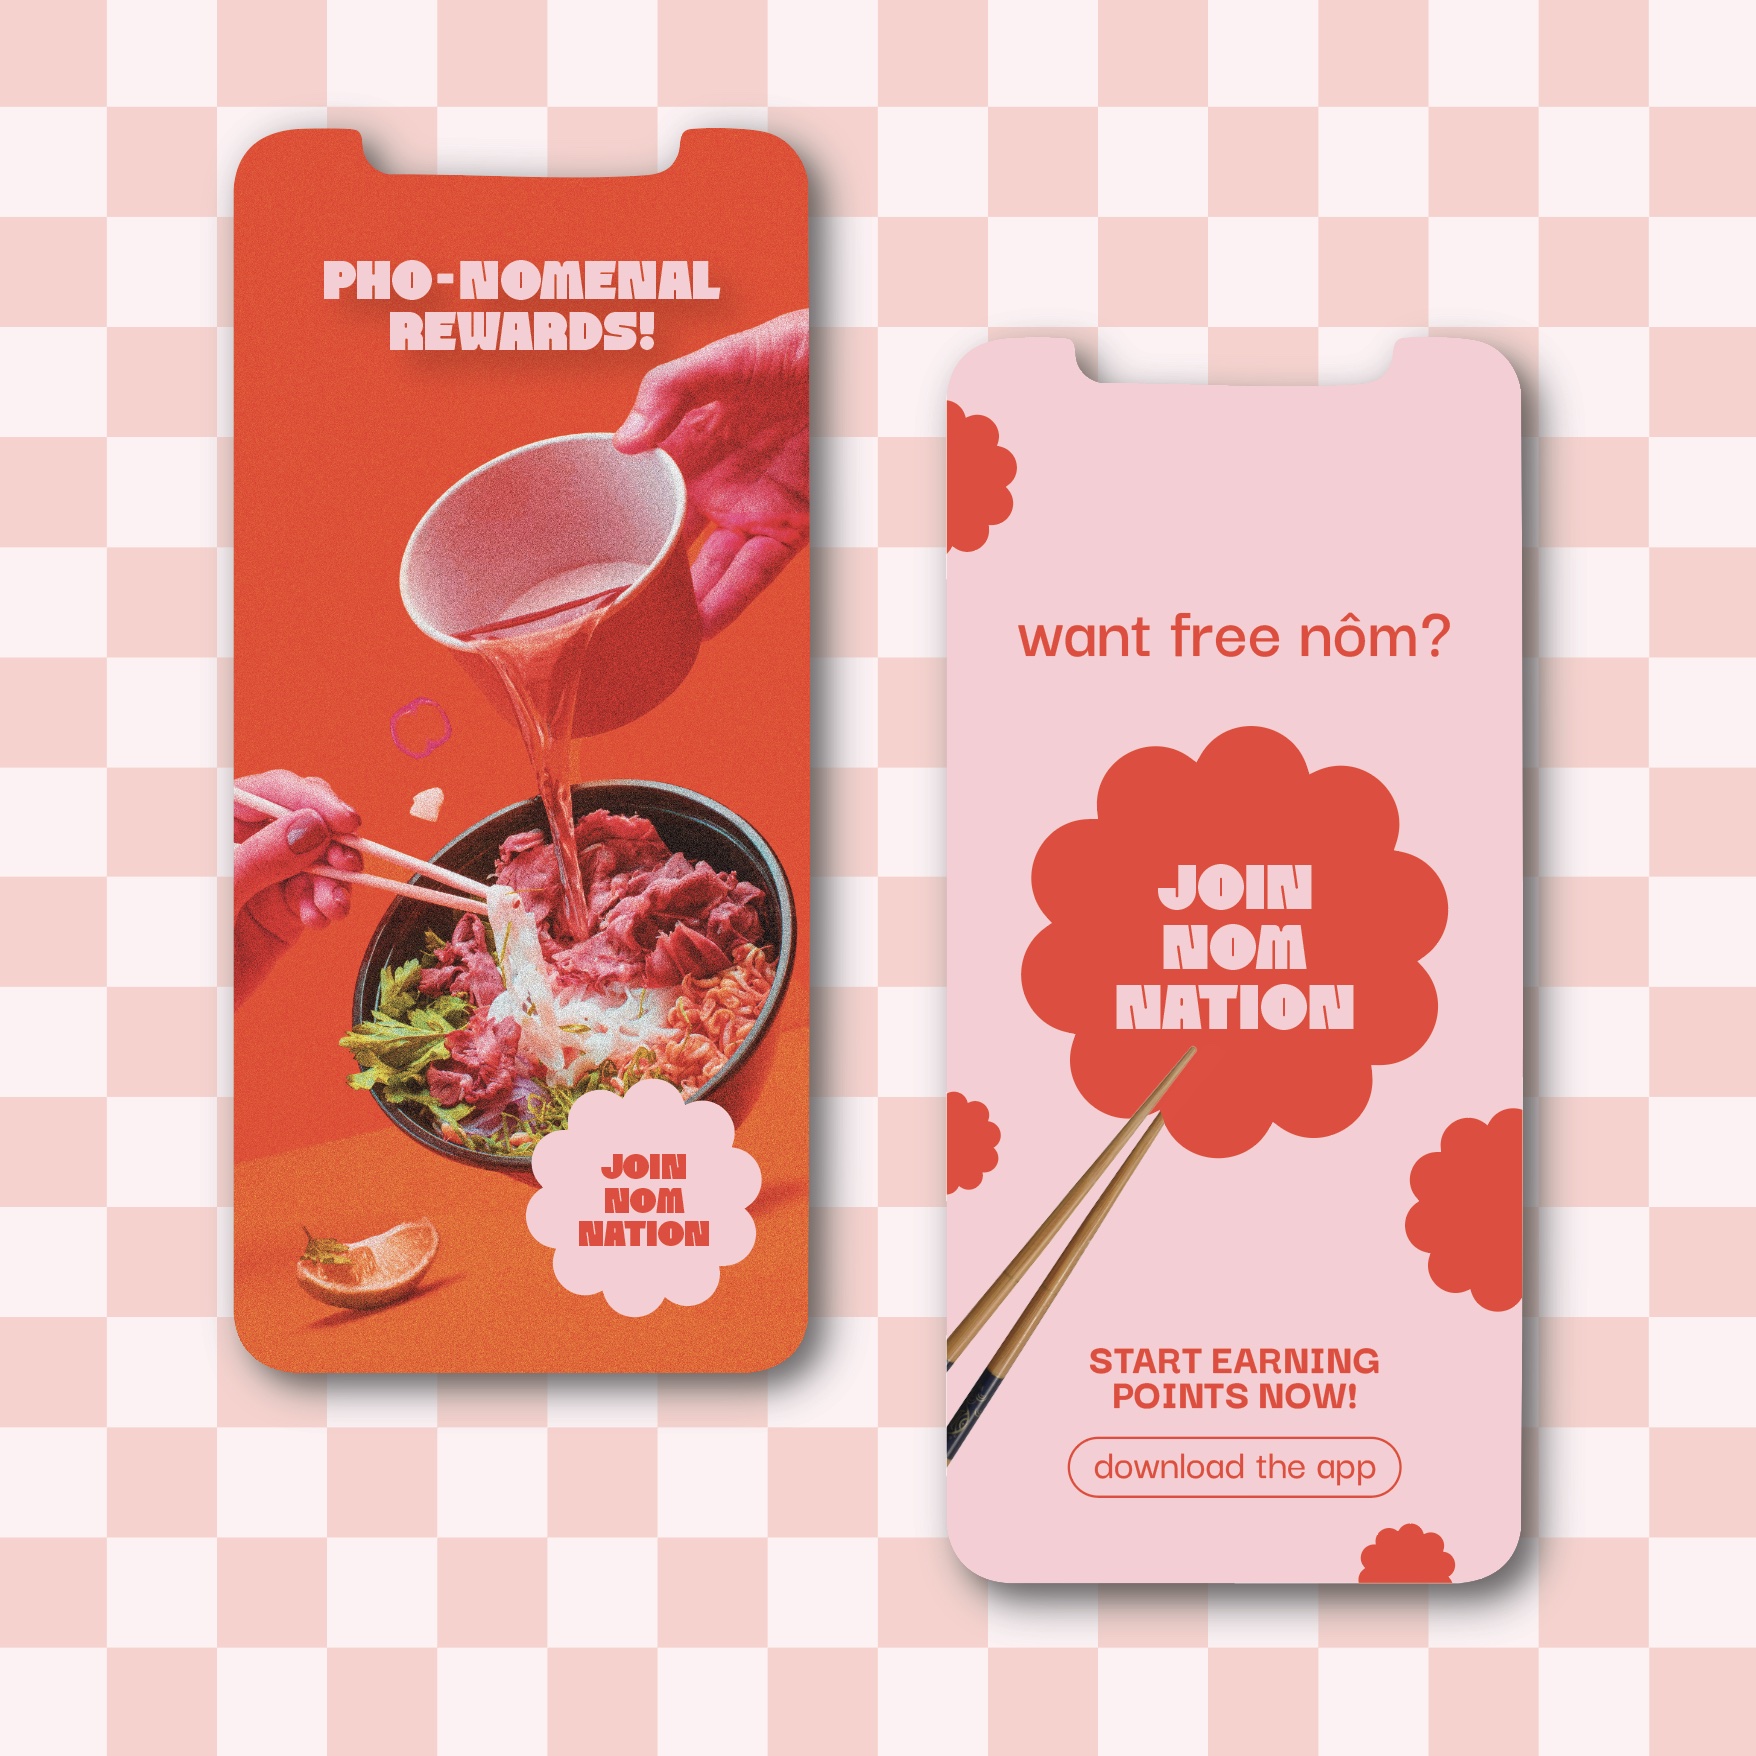 PHO-NOMENAL
REWARDS!
JOIN
NOM
NATION
want free nôm?
JOIN
NOM
NATION
START EARNING
POINTS NOW!
download the app